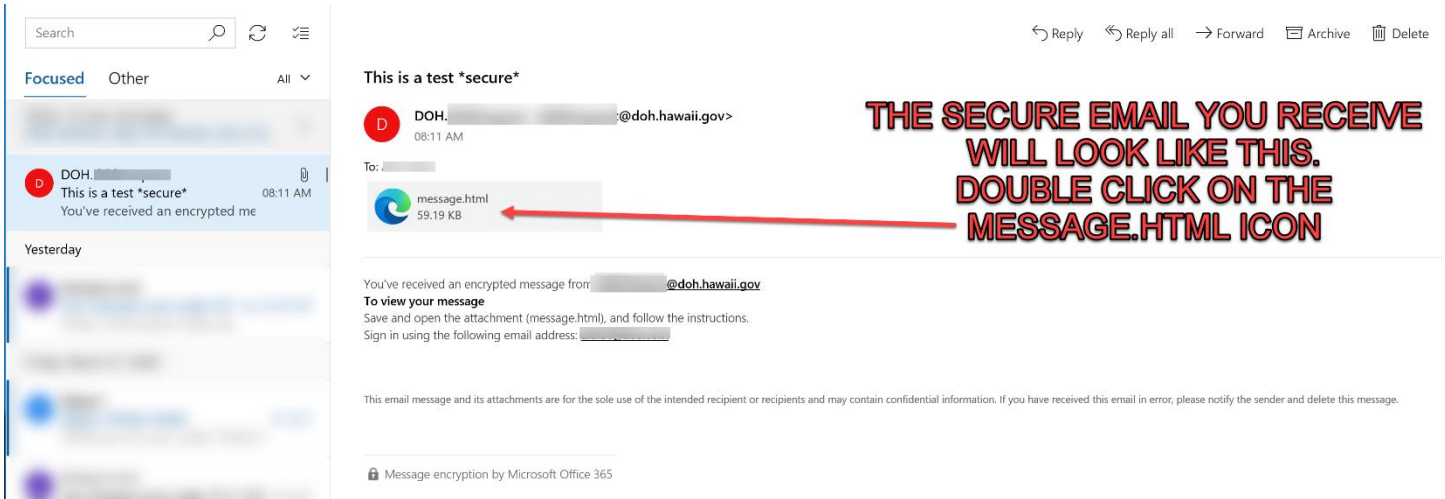 Search
Focused Other All
DOH.
This is a test *secure* 08:11 AM
You've received an encrypted me
Yesterday
Reply Reply all Forward Archive Delete
This is a test *secure*
D
DOH. @doh.hawaii.gov>
08:11 AM
To:
message.html
59.19 KB
THE SECURE EMAIL YOU RECEIVE
WILL LOOK LIKE THIS.
DOUBLE CLICK ON THE
MESSAGE.HTML ICON
You've received an encrypted message from @doh.hawaii.gov
To view your message
Save and open the attachment (message.html), and follow the instructions.
Sign in using the following email address:
This email message and its attachments are for the sole use of the intended recipient or recipients and may contain confidential information. If you have received this email in error, please notify the sender and delete this message.
Message encryption by Microsoft Office 365